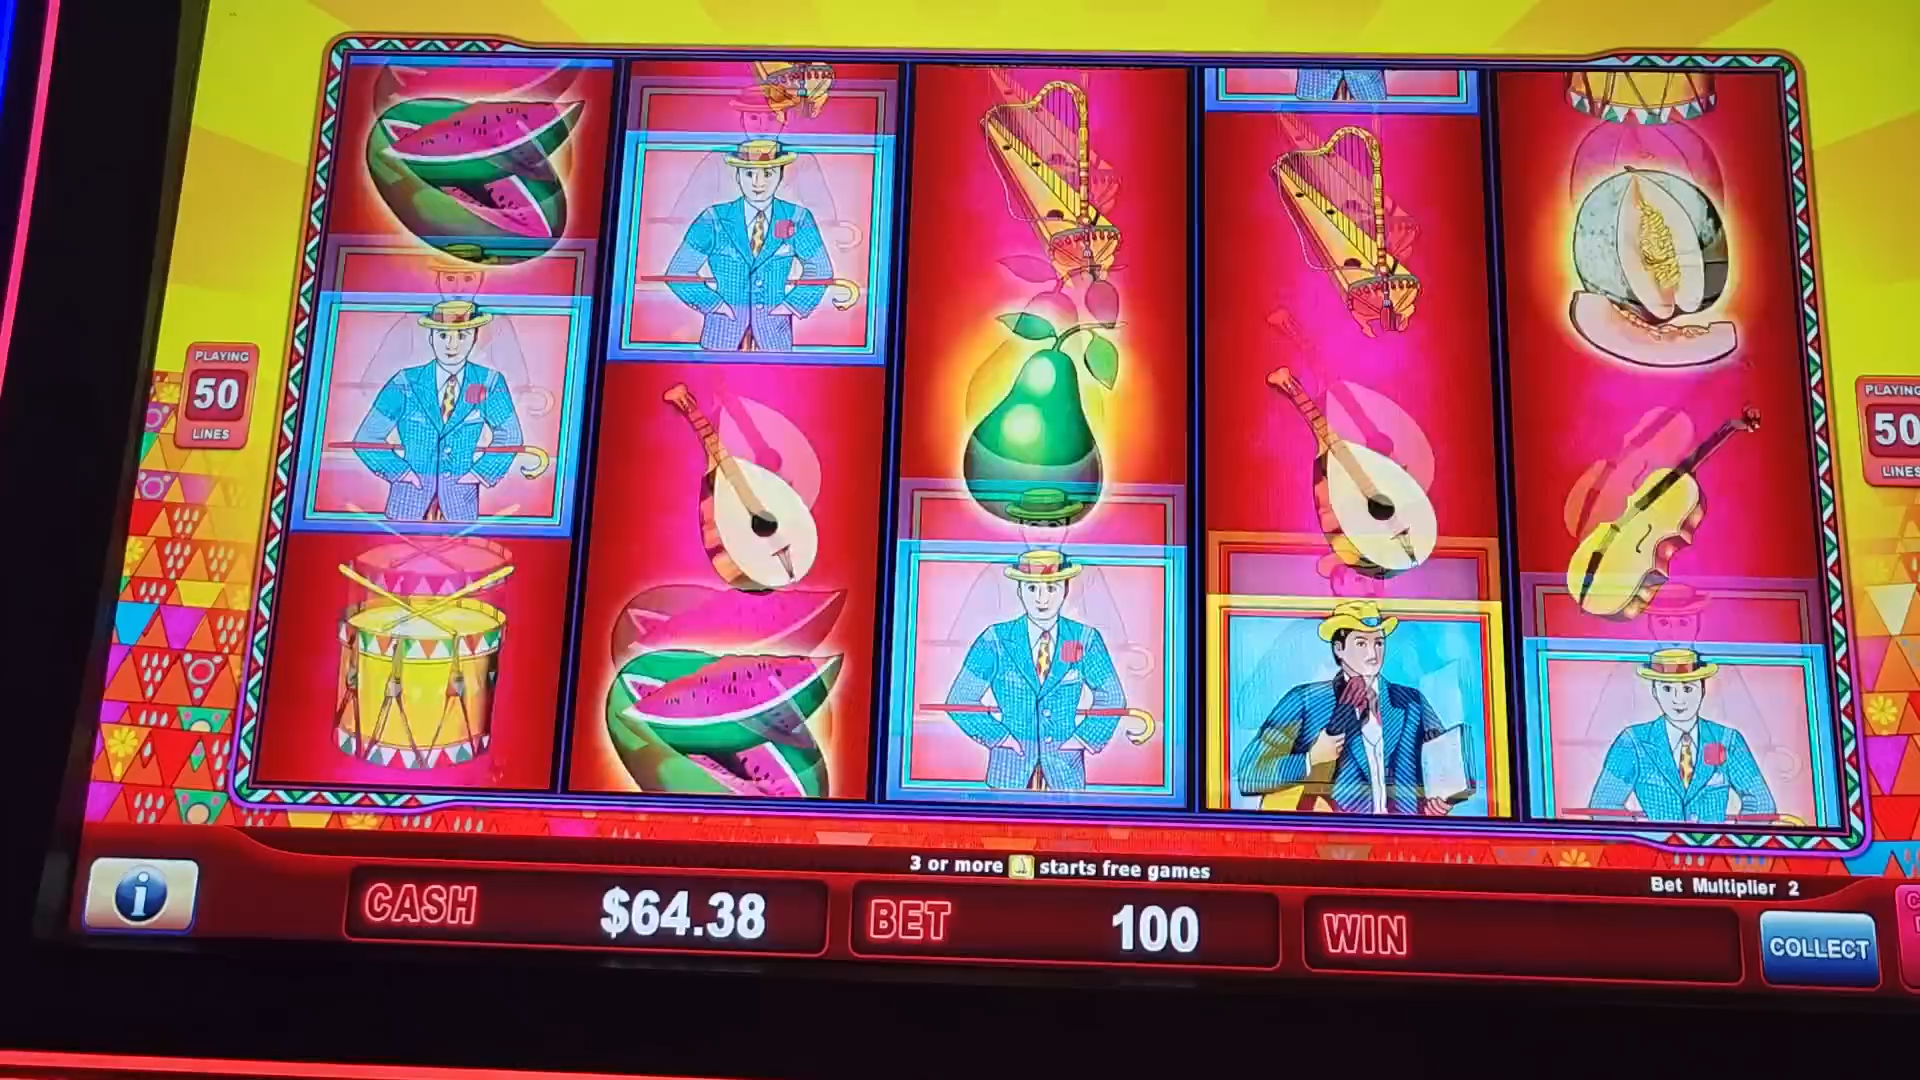 PLAYING
50
LINES
PLAYING
50
LINES
3 or more starts free games
Bet Multiplier 2
CASH $64.38
BET 100
WIN
COLLECT
i